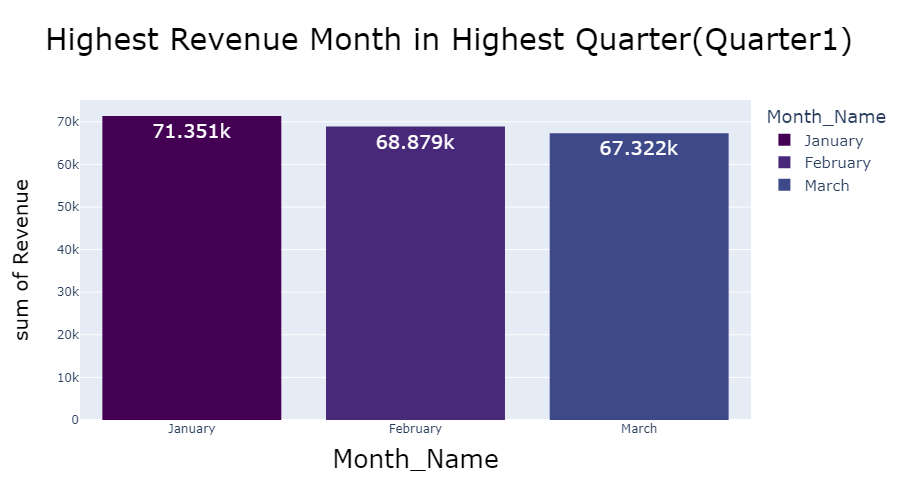 Highest Revenue Month in Highest Quarter(Quarter1)
sum of Revenue
70k
60k
50k
40k
30k
20k
10k
0
71.351k
68.879k
67.322k
January
February
March
Month_Name
Month_Name
January
February
March